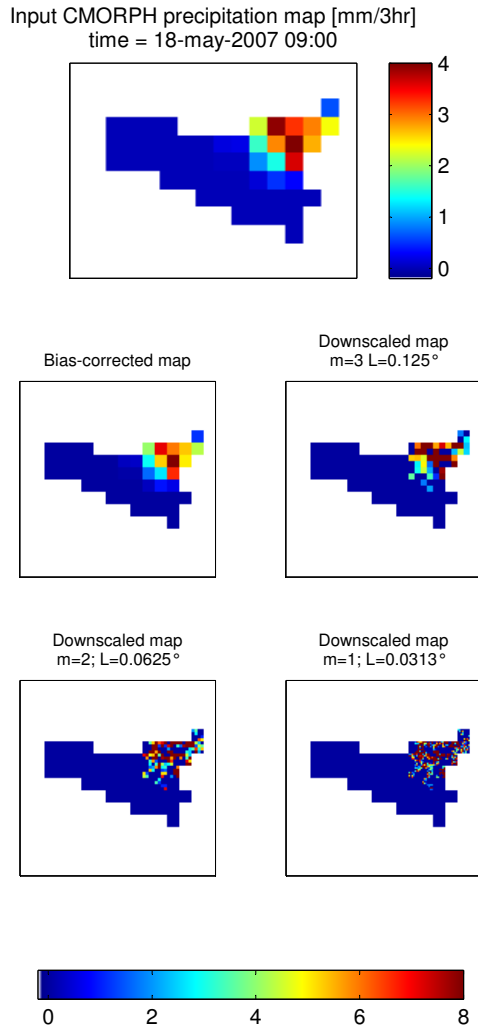 Input CMORPH precipitation map [mm/3hr]
time = 18-may-2007 09:00
4
3
2
1
0
Bias-corrected map
Downscaled map
m=3 L=0.125°
Downscaled map
m=2; L=0.0625°
Downscaled map
m=1; L=0.0313°
0 2 4 6 8